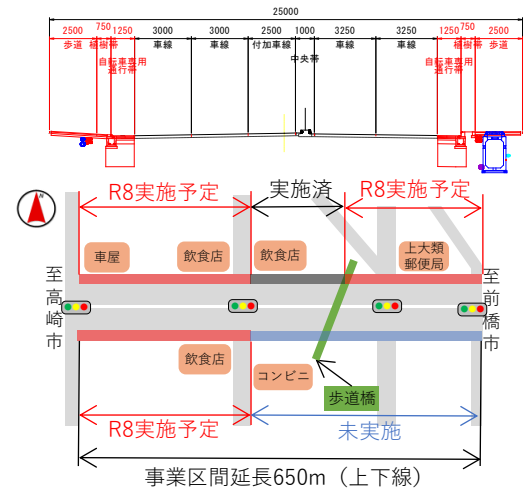 25000
2500 750 1250 3000 3000 2500 1000 3250 3250 1250 750 2500
歩道 植樹帯 車線 車線 付加車線 車線 車線 植樹帯 歩道
自転車専用通行帯 中央帯 自転車専用通行帯
R8実施予定 実施済 R8実施予定
N
車屋 飲食店 飲食店 上大類郵便局
至高崎市 至前橋市
飲食店 コンビニ
歩道橋
R8実施予定 未実施
事業区間延長650m（上下線）